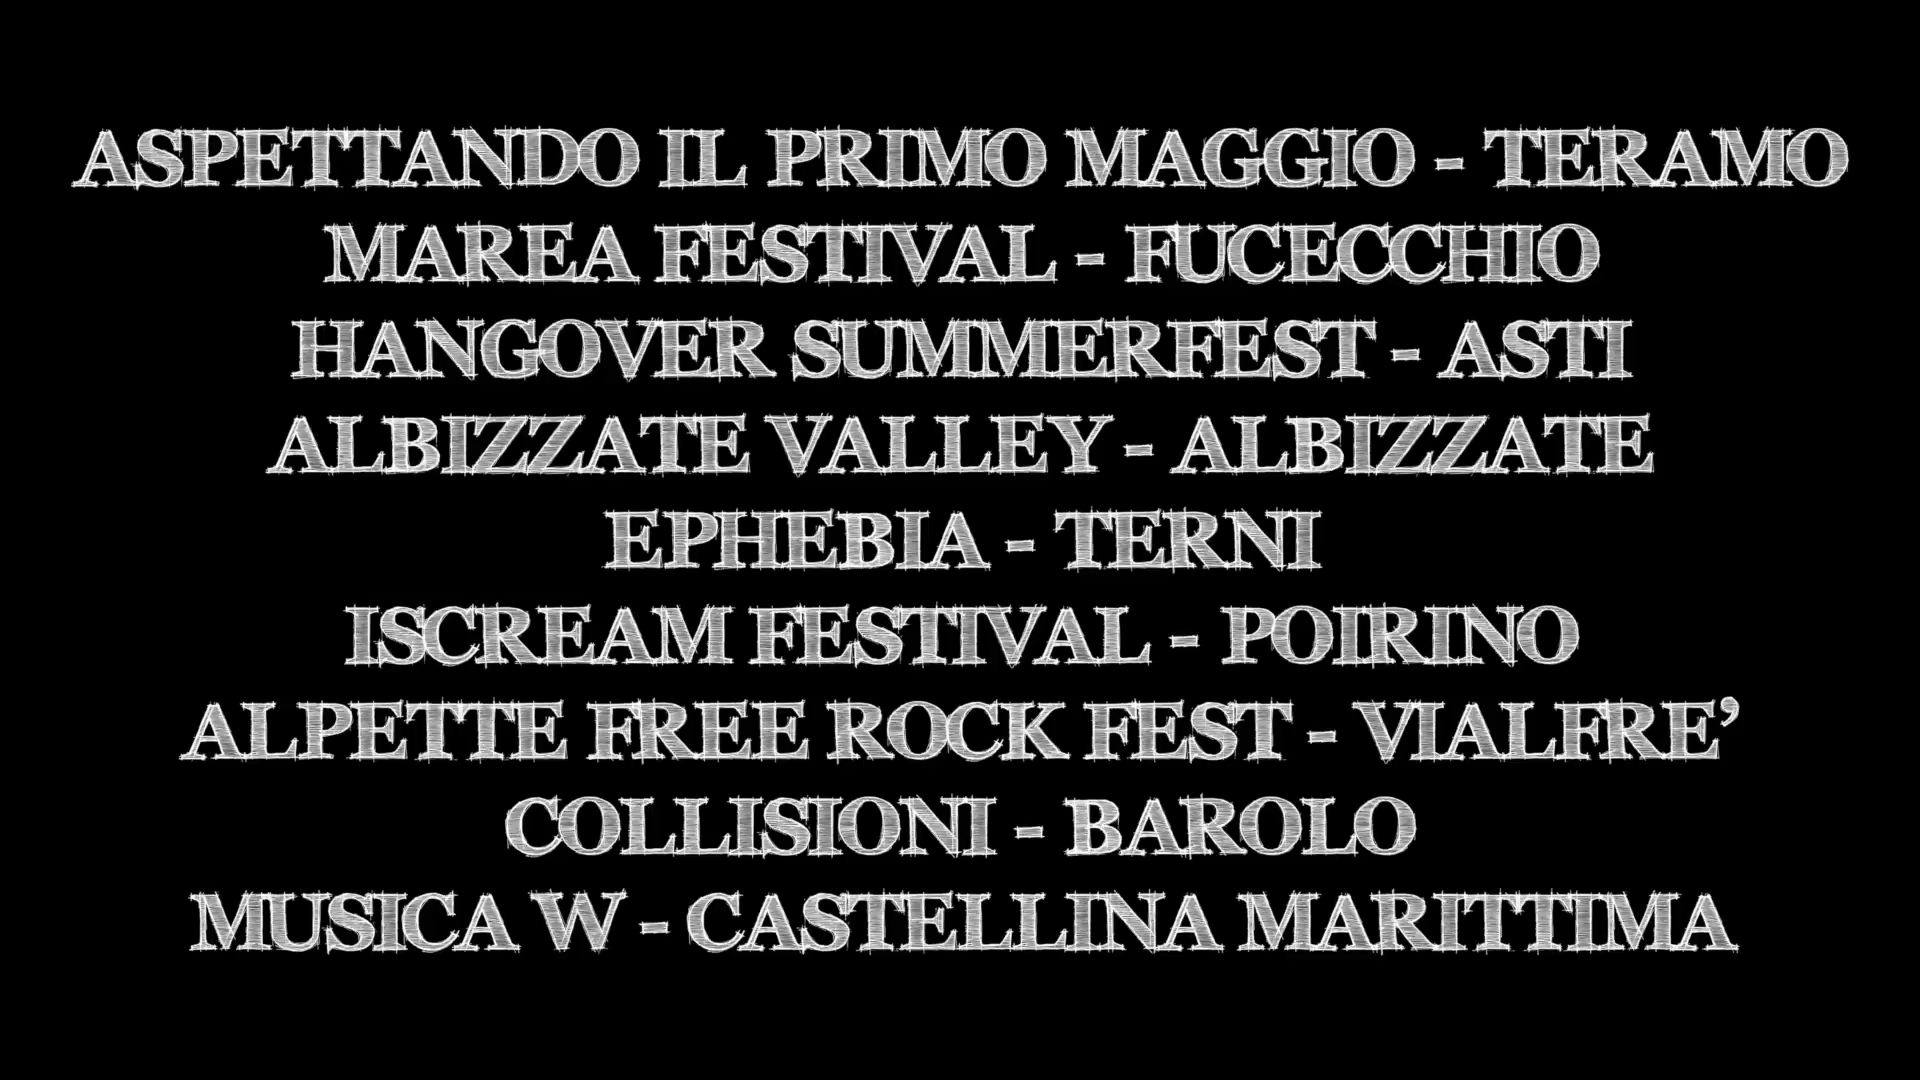 ASPETTANDO IL PRIMO MAGGIO - TERAMO
MAREA FESTIVAL - FUCECCHIO
HANGOVER SUMMERFEST - ASTI
ALBIZZATE VALLEY - ALBIZZATE
EPHEBIA - TERNI
ISCREAM FESTIVAL - POIRINO
ALPETTE FREE ROCK FEST - VIALFRE’
COLLISIONI - BAROLO
MUSICA W - CASTELLINA MARITTIMA